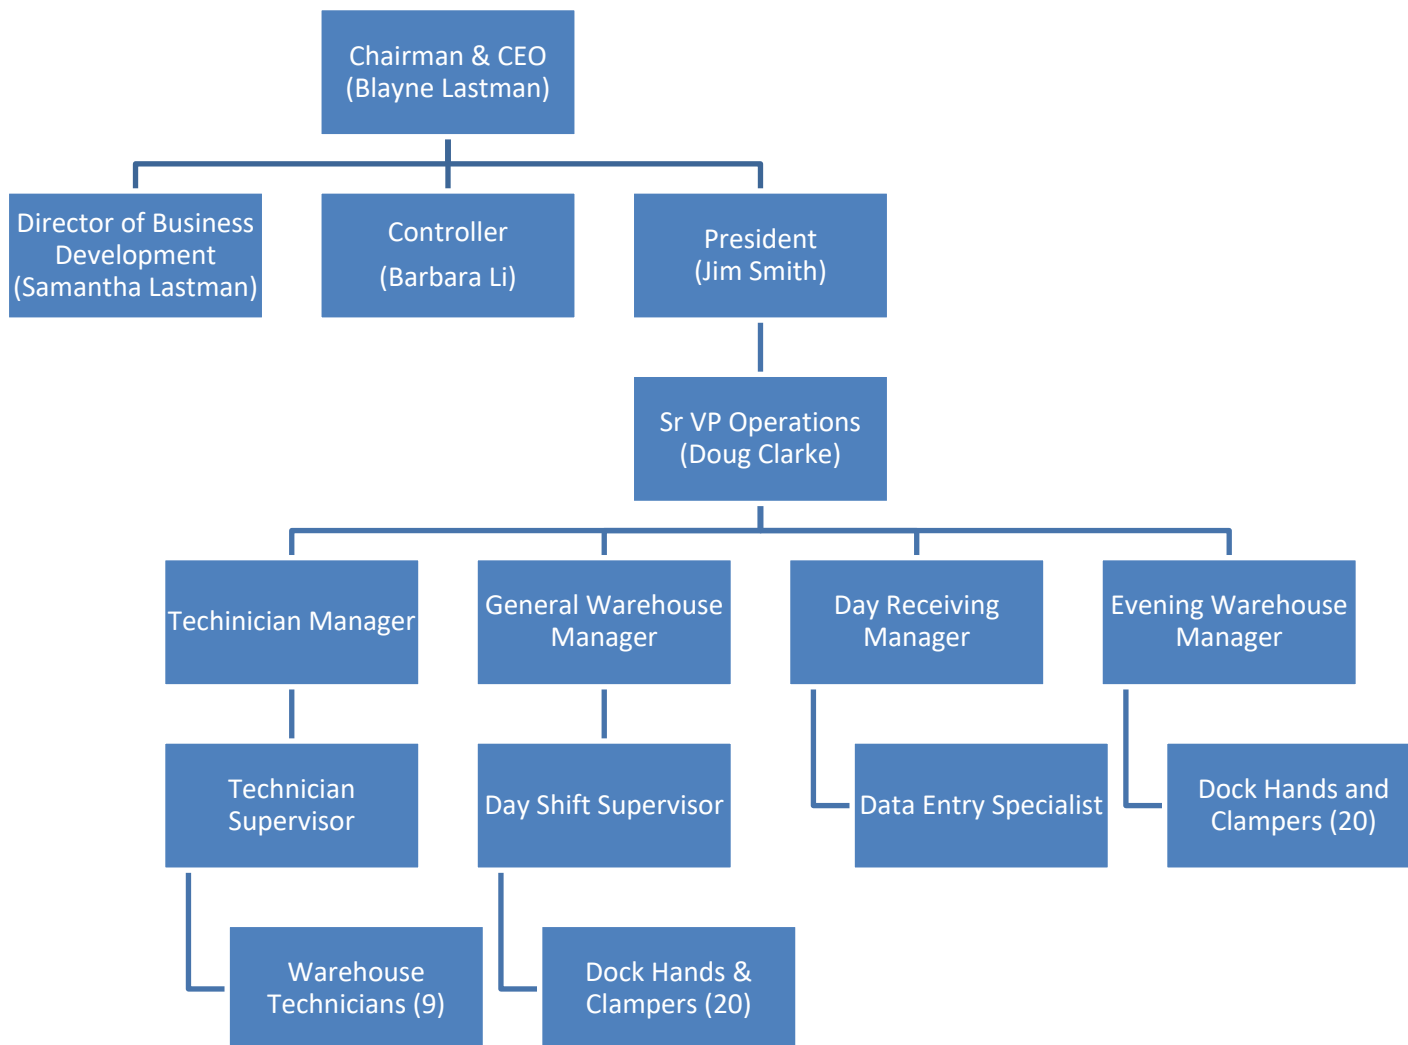 Chairman & CEO
(Blayne Lastman)
Director of Business
Development
(Samantha Lastman)
Controller
(Barbara Li)
President
(Jim Smith)
Sr VP Operations
(Doug Clarke)
Techinician Manager
General Warehouse
Manager
Day Receiving
Manager
Evening Warehouse
Manager
Technician
Supervisor
Day Shift Supervisor
Data Entry Specialist
Dock Hands and
Clampers (20)
Warehouse
Technicians (9)
Dock Hands &
Clampers (20)